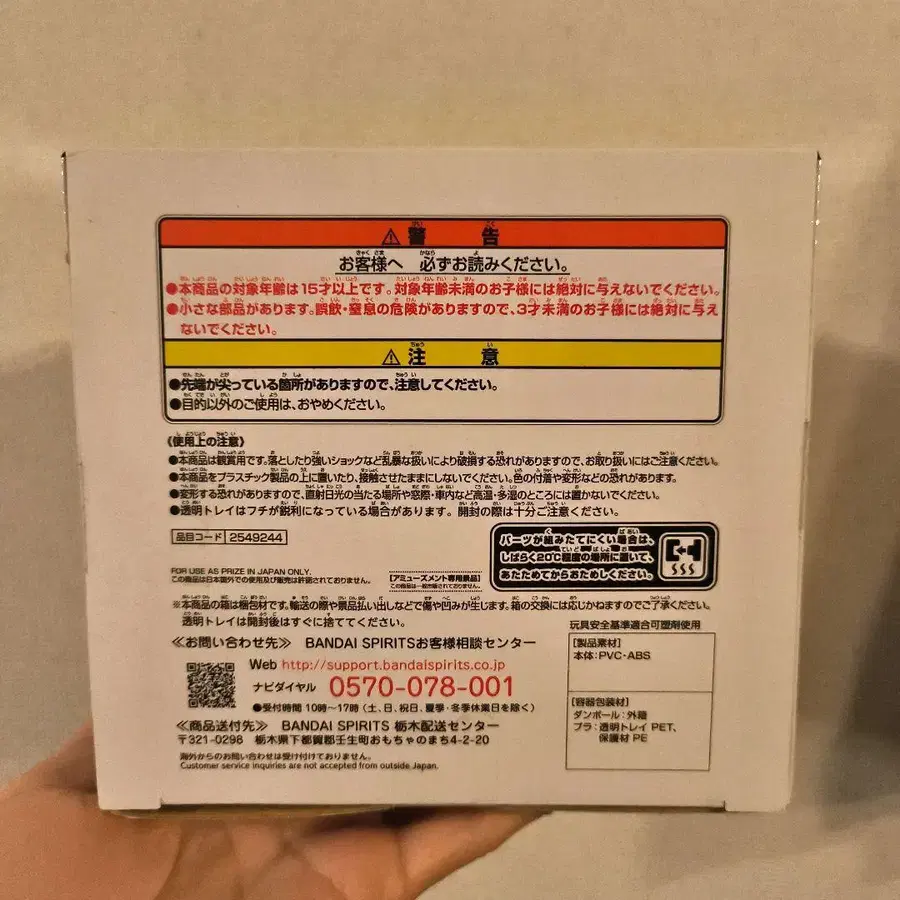 ⚠警 告
お客様へ 必ずお読みください。
●本商品の対象年齢は15才以上です。対象年齢未満のお子様には絶対に与えないでください。
●小さな部品があります。誤飲・窒息の危険がありますので、3才未満のお子様には絶対に与え
ないでください。
⚠注 意
●先端が尖っている箇所がありますので、注意してください。
●目的以外のご使用は、おやめください。
《使用上の注意》
●本商品は観賞用です。落としたり強いショックなど乱暴な扱いにより破損する恐れがありますので、お取り扱いにはご注意ください。
●本商品をプラスチック製品の上に置いたり、接触させたままにしないでください。色の付着や変形などの恐れがあります。
●変形する恐れがありますので、直射日光の当たる場所や窓際・車内など高温・多湿のところには置かないでください。
●透明トレイはフチが鋭利になっている場合があります。開封の際は十分ご注意ください。
品目コード 2549244
パーツが組みたてにくい場合は、
しばらく20℃程度の場所に置いて、
あたためてからおためしください。
FOR USE AS PRIZE IN JAPAN ONLY.
この商品は日本国外での使用及び販売は許諾されておりません。
[アミューズメント専用景品]
この商品は一般出販されておりません。
※本商品の箱は梱包材です。輸送の際や景品払い出しなどで傷や凹みが生じます。箱の交換には応じかねますのでご了承ください。
透明トレイは開封後はすぐに捨ててください。
≪お問い合わせ先≫ BANDAI SPIRITSお客様相談センター
Web http://support.bandaispirits.co.jp
ナビダイヤル 0570-078-001
●受付時間 10時〜17時(土、日、祝日、夏季・冬季休業日を除く)
≪商品送付先≫ BANDAI SPIRITS 栃木配送センター
〒321-0298 栃木県下都賀郡壬生町おもちゃのまち4-2-20
海外からのお問い合わせは受け付けておりません。
Customer service inquiries are not accepted from outside Japan.
玩具安全基準適合可塑剤使用
[製品素材]
本体:PVC・ABS
[容器包装材]
ダンボール:外箱
プラ:透明トレイ PET、
保護材 PE